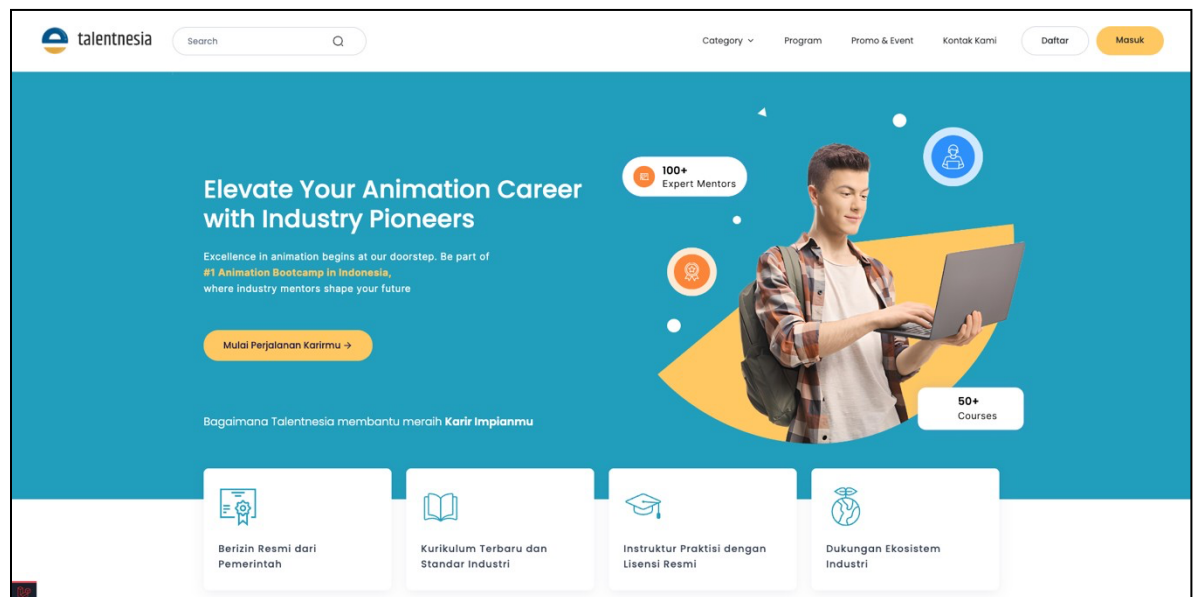 talentnesia
Search
Category
Program
Promo & Event
Kontak Kami
Daftar
Masuk
Elevate Your Animation Career
with Industry Pioneers
Excellence in animation begins at our doorstep. Be part of
#1 Animation Bootcamp in Indonesia,
where industry mentors shape your future
Mulai Perjalanan Karirmu →
100+
Expert Mentors
50+
Courses
Bagaimana Talentnesia membantu meraih Karir Impianmu
Berizin Resmi dari
Pemerintah
Kurikulum Terbaru dan
Standar Industri
Instruktur Praktisi dengan
Lisensi Resmi
Dukungan Ekosistem
Industri